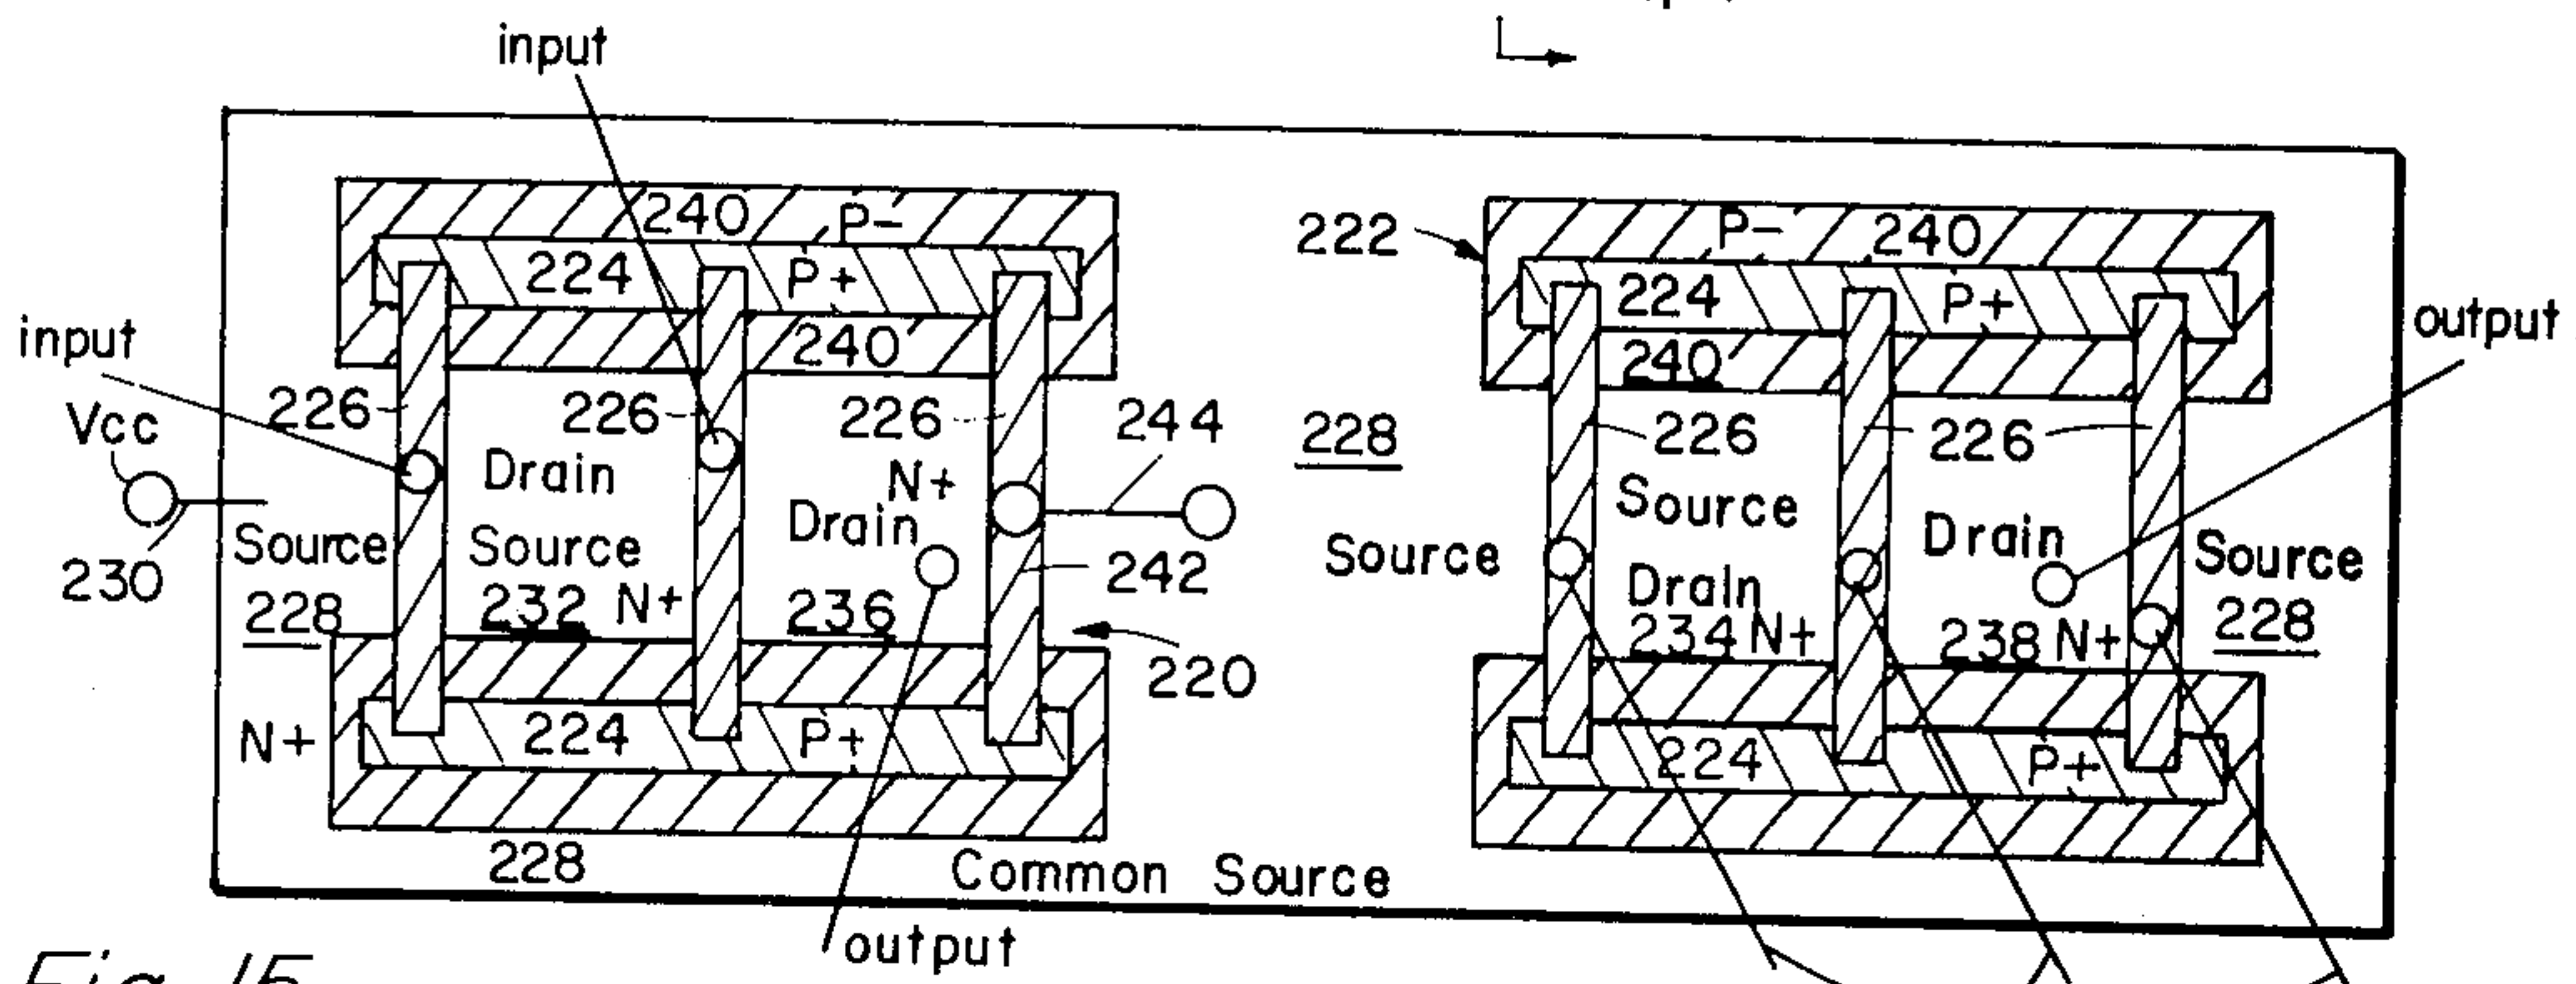 input
240 P-
224 P+
240
input
226
226
226
244
Vcc
Drain
N+
Drain
Source
Source
242
230
228
232 N+
236
220
N+
224 P+
228
Common Source
output
222
P- 240
224 P+
240
output
228
226
226
Source
Drain
Source
Source
Drain
234 N+
238 N+
228
224 P+
Fig. 15